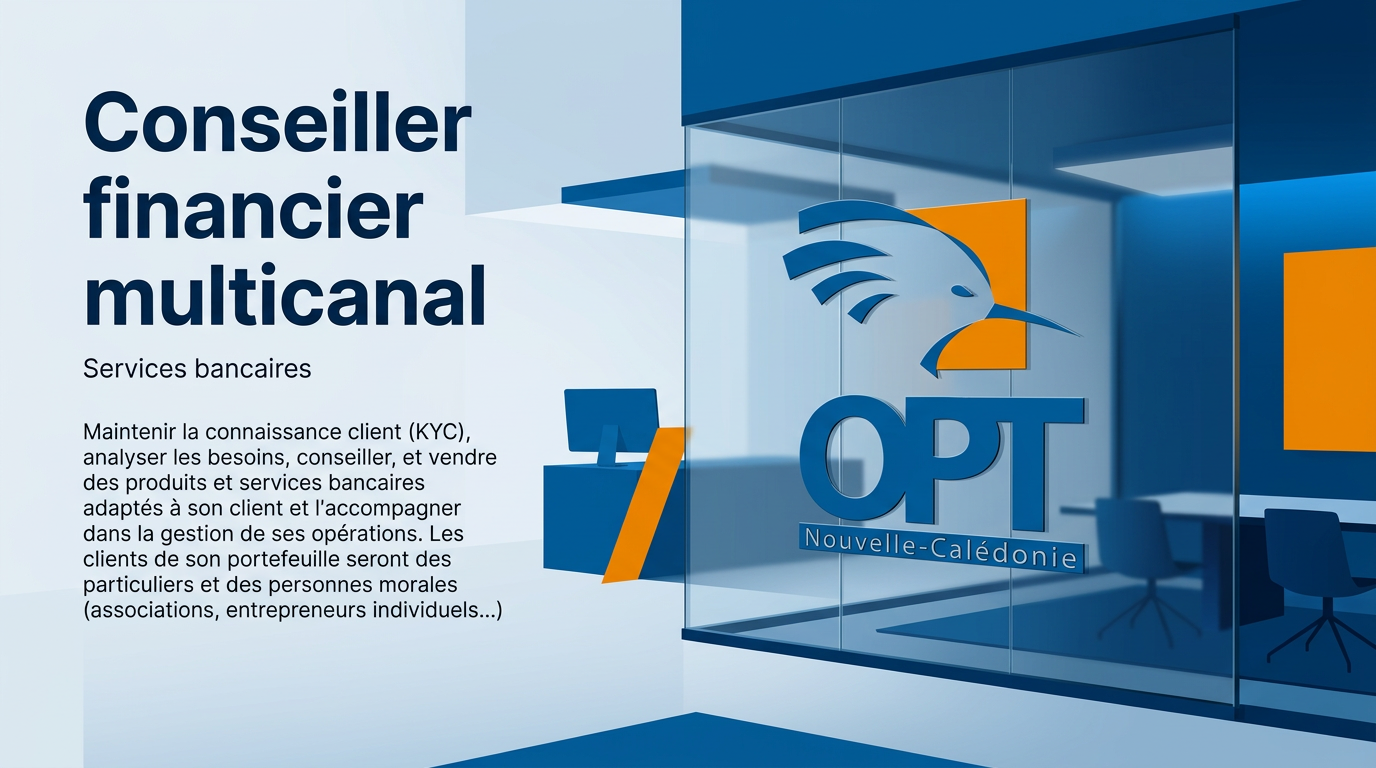 Conseiller
financier
multicanal
Services bancaires
Maintenir la connaissance client (KYC),
analyser les besoins, conseiller, et vendre
des produits et services bancaires
adaptés à son client et l'accompagner
dans la gestion de ses opérations. Les
clients de son portefeuille seront des
particuliers et des personnes morales
(associations, entrepreneurs individuels...)
OPT
Nouvelle-Calédonie